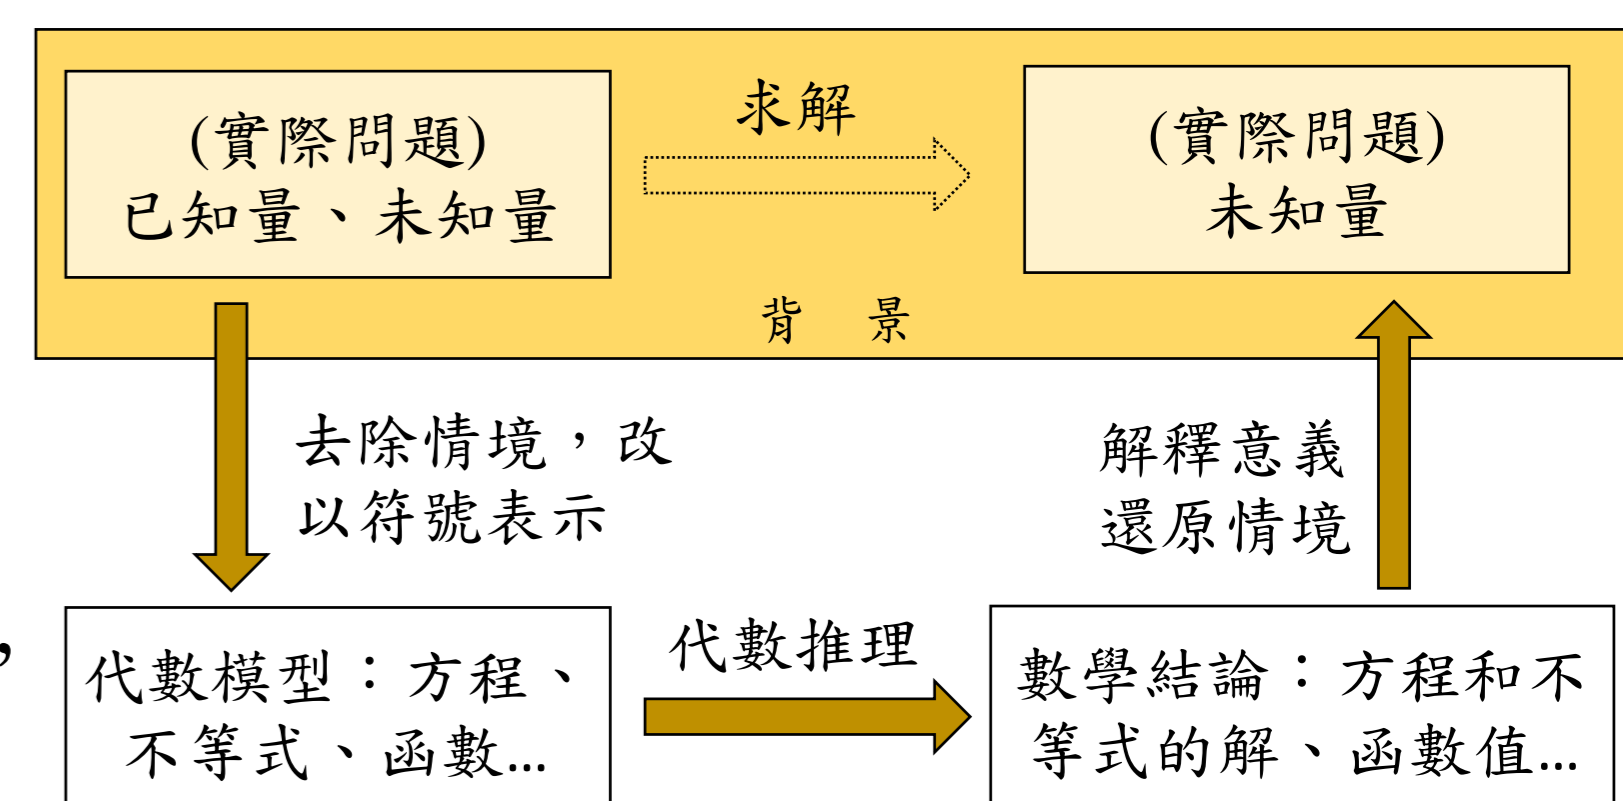 (實際問題)
已知量、未知量
求解
(實際問題)
未知量
背 景
去除情境，改
以符號表示
解釋意義
還原情境
，
代數模型：方程、
不等式、函數…
代數推理
數學結論：方程和不
等式的解、函數值…